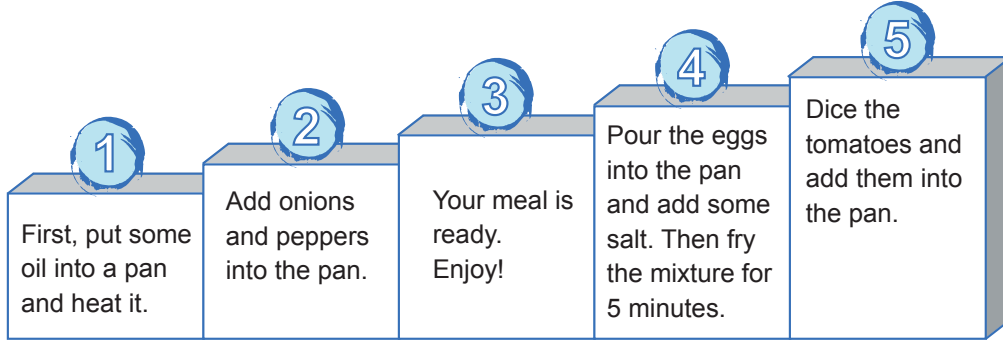 1
First, put some
oil into a pan
and heat it.
2
Add onions
and peppers
into the pan.
3
Your meal is
ready.
Enjoy!
4
Pour the eggs
into the pan
and add some
salt. Then fry
the mixture for
5 minutes.
5
Dice the
tomatoes and
add them into
the pan.